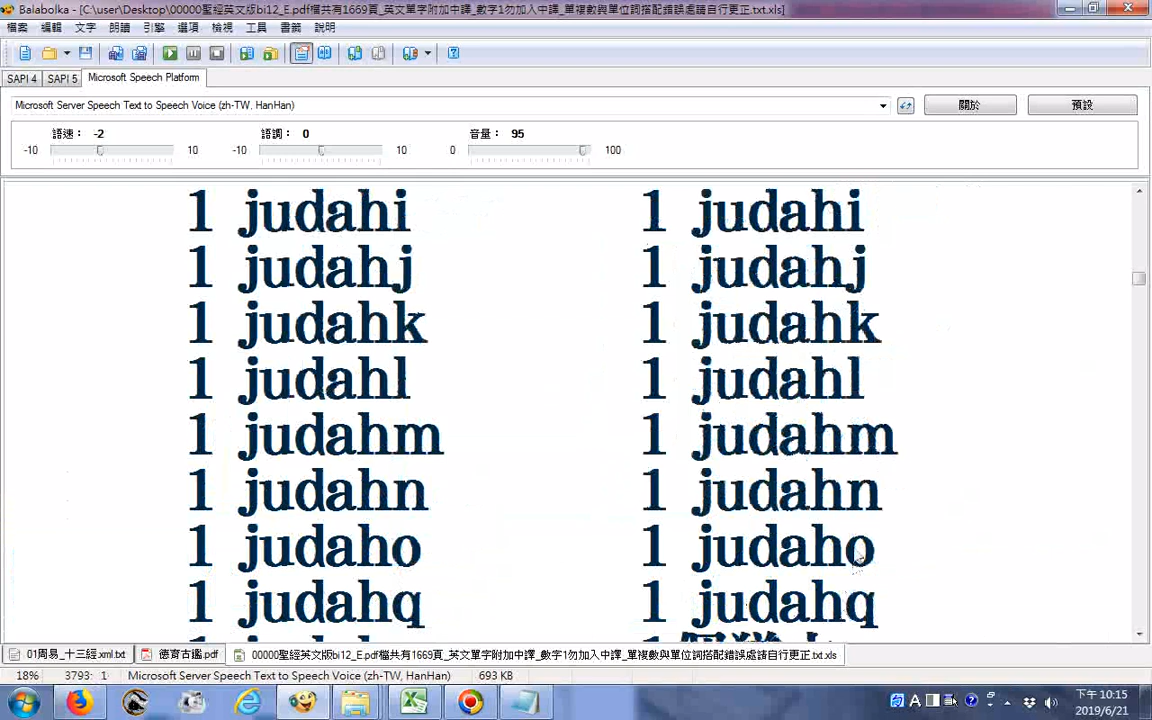 Balabolka - [C:\user\Desktop\00000聖經英文版bi12_E.pdf檔共有1669頁_英文單字附加中譯_數字1勿加入中譯_單複數與單位詞搭配錯誤處請自行更正.txt.xls]
檔案 編輯 文字 朗讀 引擎 選項 檢視 工具 書籤 說明
SAPI 4 SAPI 5 Microsoft Speech Platform
Microsoft Server Speech Text to Speech Voice (zh-TW, HanHan) 關於 預設
語速： -2 語調： 0 音量： 95
-10 10 -10 10 0 100
1 judahi 1 judahi
1 judahj 1 judahj
1 judahk 1 judahk
1 judahl 1 judahl
1 judahm 1 judahm
1 judahn 1 judahn
1 judaho 1 judaho
1 judahq 1 judahq
01周易_十三經.xml.txt 德育古鑑.pdf 00000聖經英文版bi12_E.pdf檔共有1669頁_英文單字附加中譯_數字1勿加入中譯_單複數與單位詞搭配錯誤處請自行更正.txt.xls
18% 3793: 1 Microsoft Server Speech Text to Speech Voice (zh-TW, HanHan) 693 KB
下午 10:15
2019/6/21